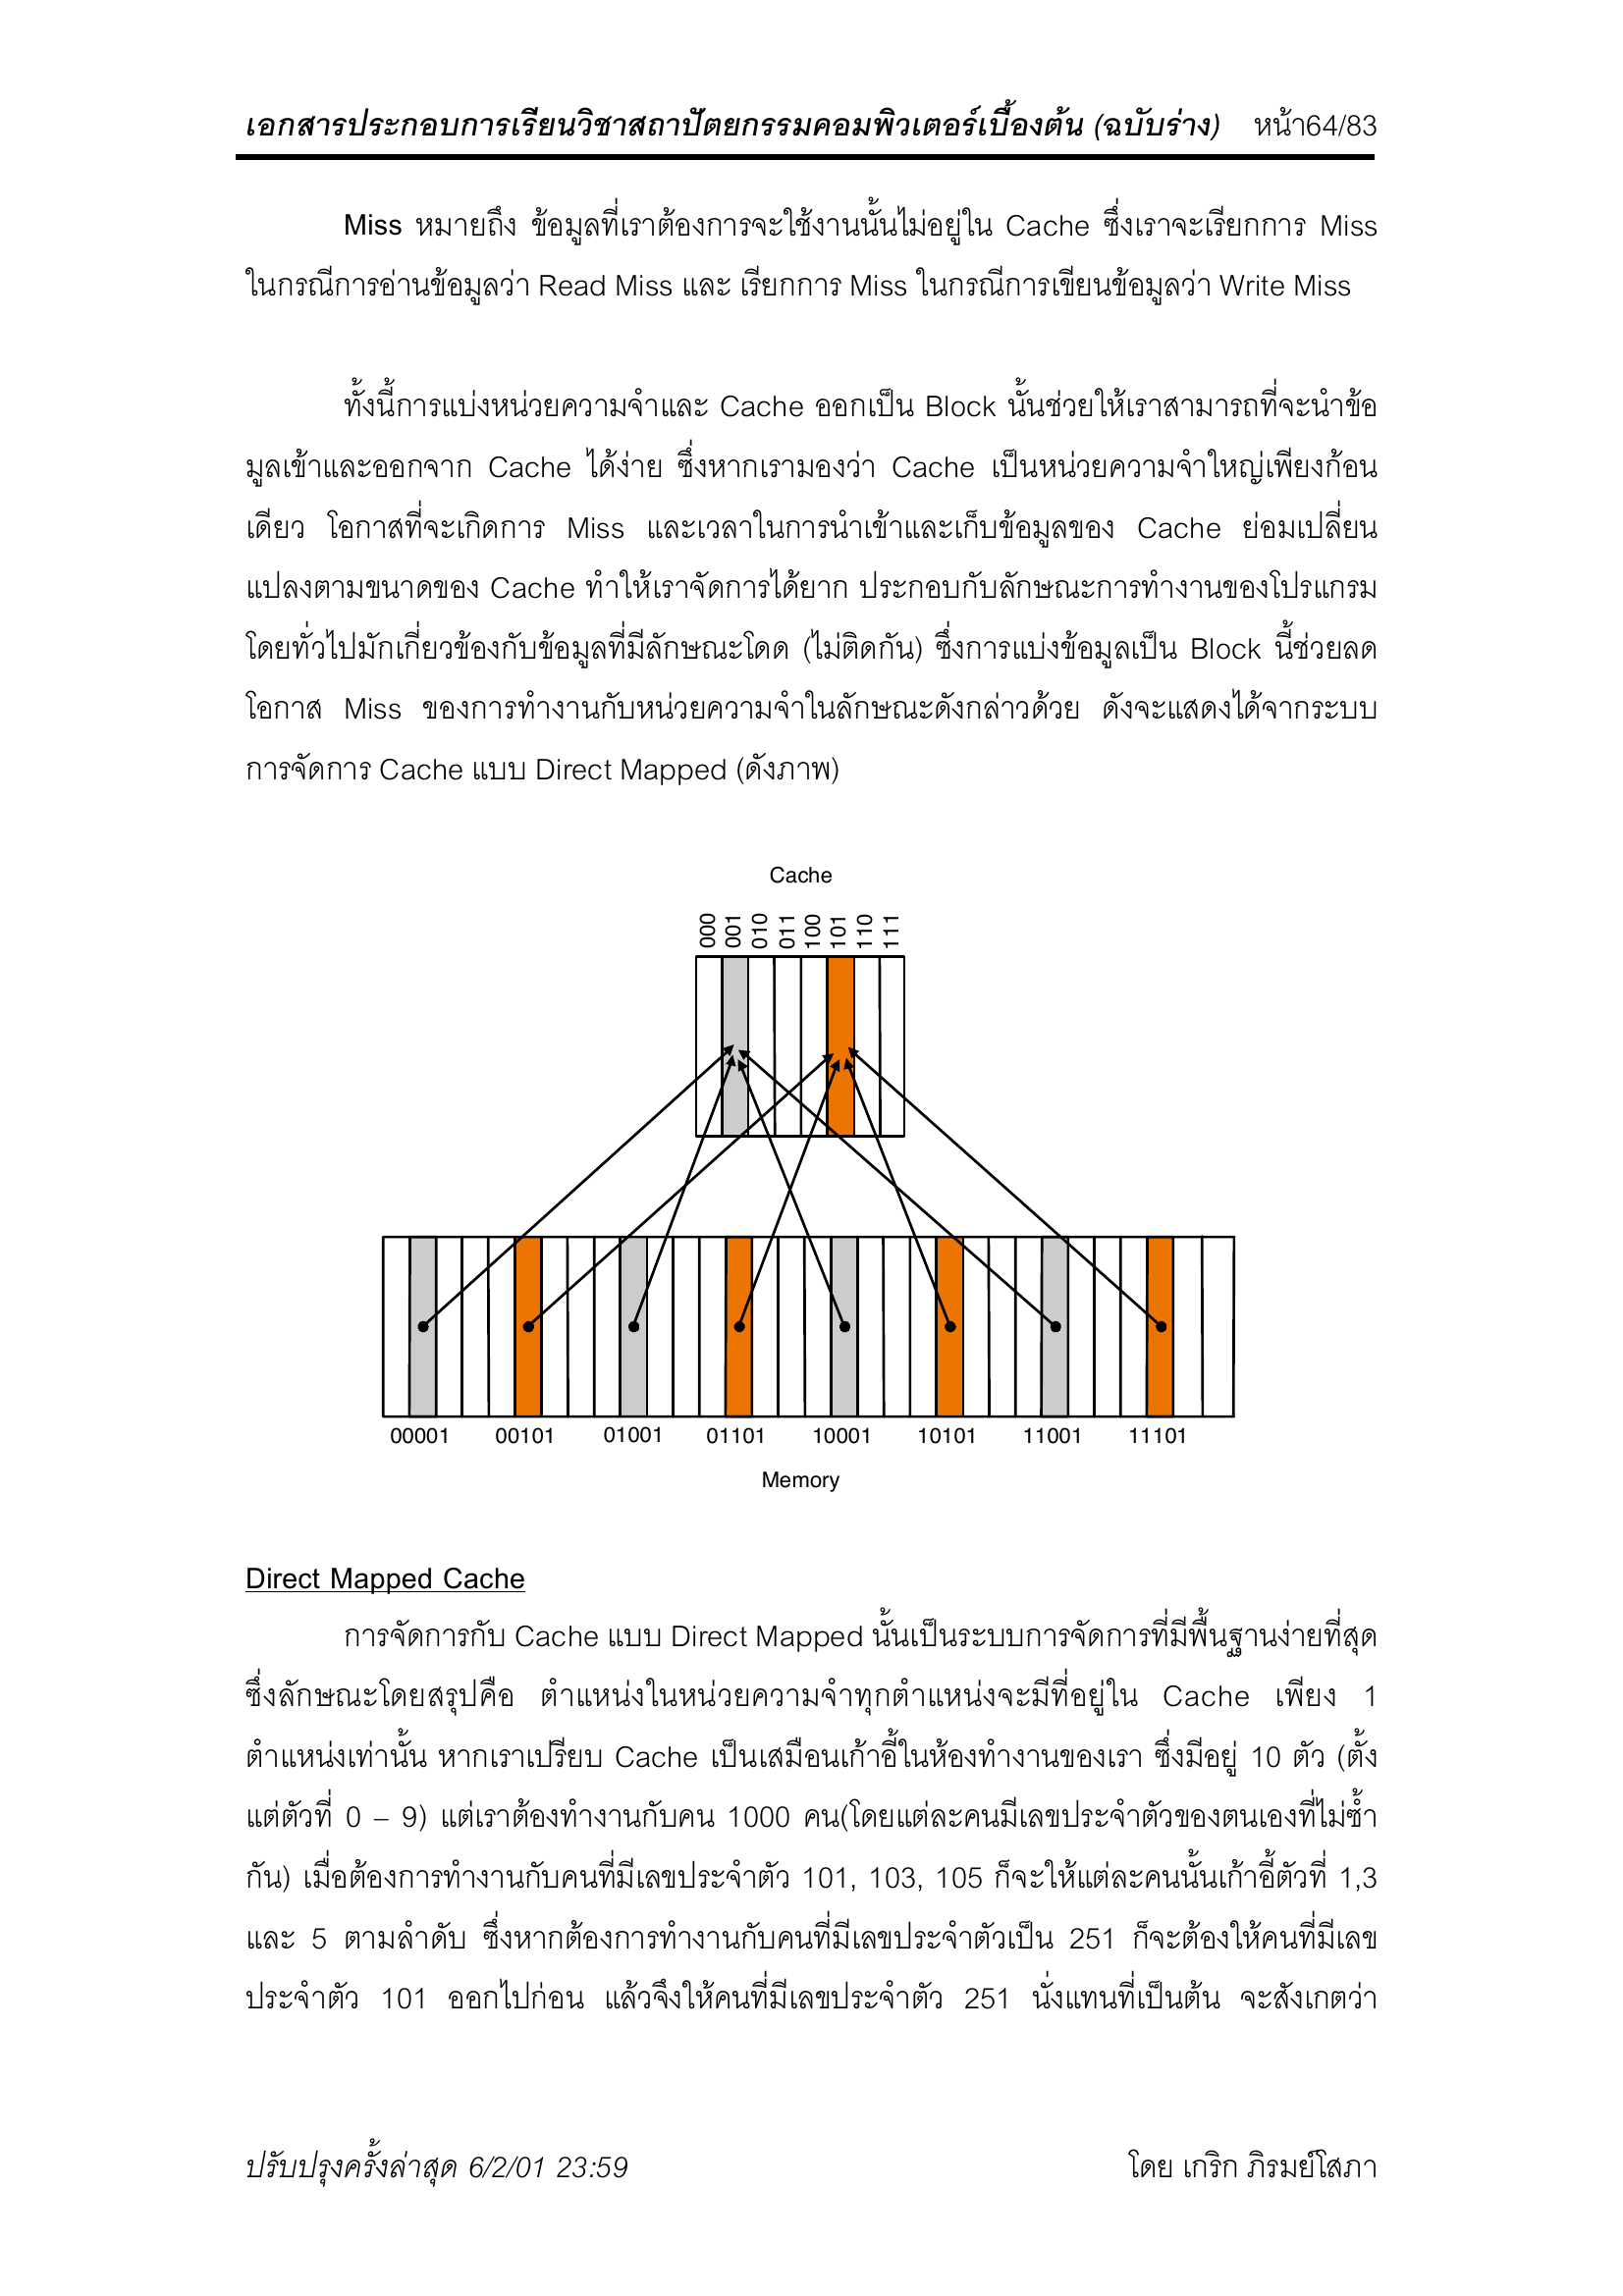 เอกสารประกอบการเรียนวิชาสถาปัตยกรรมคอมพิวเตอร์เบื้องต้น (ฉบับร่าง) หน้า64/83
Miss หมายถึง ข้อมูลที่เราต้องการจะใช้งานนั้นไม่อยู่ใน Cache ซึ่งเราจะเรียกการ Miss
ในกรณีการอ่านข้อมูลว่า Read Miss และ เรียกการ Miss ในกรณีการเขียนข้อมูลว่า Write Miss
ทั้งนี้การแบ่งหน่วยความจำและ Cache ออกเป็น Block นั้นช่วยให้เราสามารถที่จะนำข้อ
มูลเข้าและออกจาก Cache ได้ง่าย ซึ่งหากเรามองว่า Cache เป็นหน่วยความจำใหญ่เพียงก้อน
เดียว โอกาสที่จะเกิดการ Miss และเวลาในการนำเข้าและเก็บข้อมูลของ Cache ย่อมเปลี่ยน
แปลงตามขนาดของ Cache ทำให้เราจัดการได้ยาก ประกอบกับลักษณะการทำงานของโปรแกรม
โดยทั่วไปมักเกี่ยวข้องกับข้อมูลที่มีลักษณะโดด (ไม่ติดกัน) ซึ่งการแบ่งข้อมูลเป็น Block นี้ช่วยลด
โอกาส Miss ของการทำงานกับหน่วยความจำในลักษณะดังกล่าวด้วย ดังจะแสดงได้จากระบบ
การจัดการ Cache แบบ Direct Mapped (ดังภาพ)
Cache
000 001 010 011 100 101 110 111
00001 00101 01001 01101 10001 10101 11001 11101
Memory
Direct Mapped Cache
การจัดการกับ Cache แบบ Direct Mapped นั้นเป็นระบบการจัดการที่มีพื้นฐานง่ายที่สุด
ซึ่งลักษณะโดยสรุปคือ ตำแหน่งในหน่วยความจำทุกตำแหน่งจะมีที่อยู่ใน Cache เพียง 1
ตำแหน่งเท่านั้น หากเราเปรียบ Cache เป็นเสมือนเก้าอี้ในห้องทำงานของเรา ซึ่งมีอยู่ 10 ตัว (ตั้ง
แต่ตัวที่ 0 – 9) แต่เราต้องทำงานกับคน 1000 คน(โดยแต่ละคนมีเลขประจำตัวของตนเองที่ไม่ซ้ำ
กัน) เมื่อต้องการทำงานกับคนที่มีเลขประจำตัว 101, 103, 105 ก็จะให้แต่ละคนนั้นเก้าอี้ตัวที่ 1,3
และ 5 ตามลำดับ ซึ่งหากต้องการทำงานกับคนที่มีเลขประจำตัวเป็น 251 ก็จะต้องให้คนที่มีเลข
ประจำตัว 101 ออกไปก่อน แล้วจึงให้คนที่มีเลขประจำตัว 251 นั่งแทนที่เป็นต้น จะสังเกตว่า
ปรับปรุงครั้งล่าสุด 6/2/01 23:59 โดย เกริก ภิรมย์โสภา